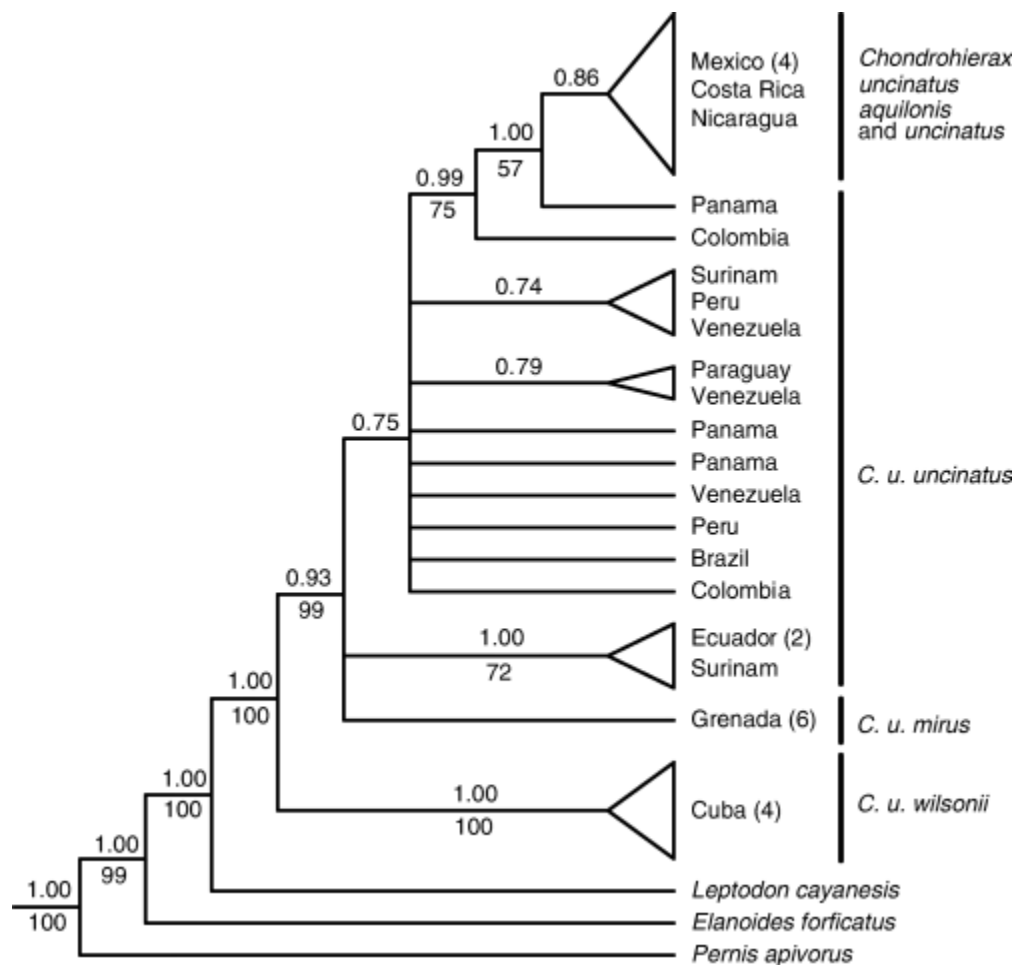 Mexico (4)
Costa Rica
Nicaragua
Chondrohierax
uncinatus
aquilonis
and uncinatus
0.86
1.00
57
0.99
75
Panama
Colombia
Surinam
Peru
Venezuela
0.74
Paraguay
Venezuela
0.79
0.75
Panama
Panama
Venezuela
Peru
Brazil
Colombia
C. u. uncinatus
0.93
99
1.00
72
Ecuador (2)
Surinam
1.00
100
Grenada (6)
C. u. mirus
1.00
100
1.00
100
Cuba (4)
C. u. wilsonii
1.00
99
1.00
100
Leptodon cayanesis
Elanoides forficatus
Pernis apivorus